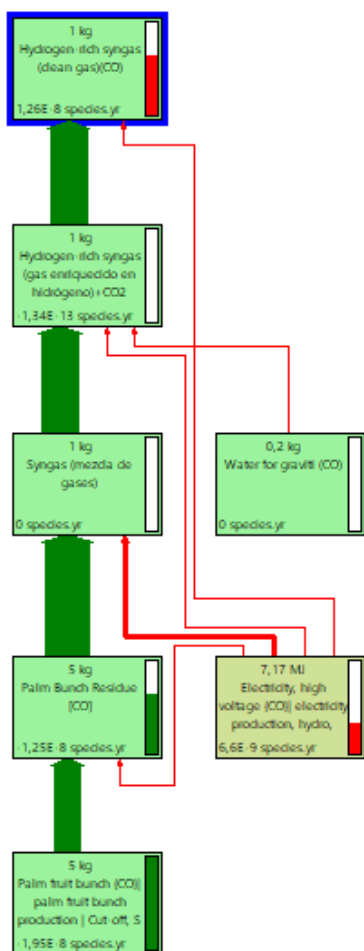 1 kg
Hydrogen-rich syngas
(clean gas)(CO)
1,26E-8 species.yr
1 kg
Hydrogen-rich syngas
(gas enriquecido en
hidrógeno)+CO2
-1,34E-13 species.yr
1 kg
Syngas (mezcla de
gases)
0 species.yr
0,2 kg
Water for graviti (CO)
0 species.yr
5 kg
Palm Bunch Residue
[CO]
-1,25E-8 species.yr
7,17 MJ
Electricity, high
voltage {CO}| electricity
production, hydro,
6,6E-9 species.yr
5 kg
Palm fruit bunch {CO}|
palm fruit bunch
production | Cut-off, S
-1,95E-8 species.yr